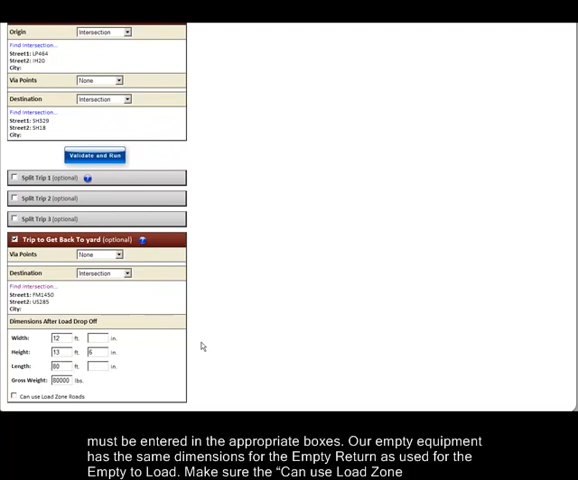 Origin Intersection
Find Intersection...
Street1: LP464
Street2: IH20
City:
Via Points None
Destination Intersection
Find Intersection...
Street1: SH329
Street2: SH18
City:
Validate and Run
Split Trip 1 (optional) ?
Split Trip 2 (optional)
Split Trip 3 (optional)
Trip to Get Back To yard (optional) ?
Via Points None
Destination Intersection
Find Intersection...
Street1: FM1450
Street2: US285
City:
Dimensions After Load Drop Off
Width: 12 ft. in.
Height: 13 ft. 6 in.
Length: 80 ft. in.
Gross Weight: 80000 lbs.
Can use Load Zone Roads
must be entered in the appropriate boxes. Our empty equipment
has the same dimensions for the Empty Return as used for the
Empty to Load. Make sure the “Can use Load Zone